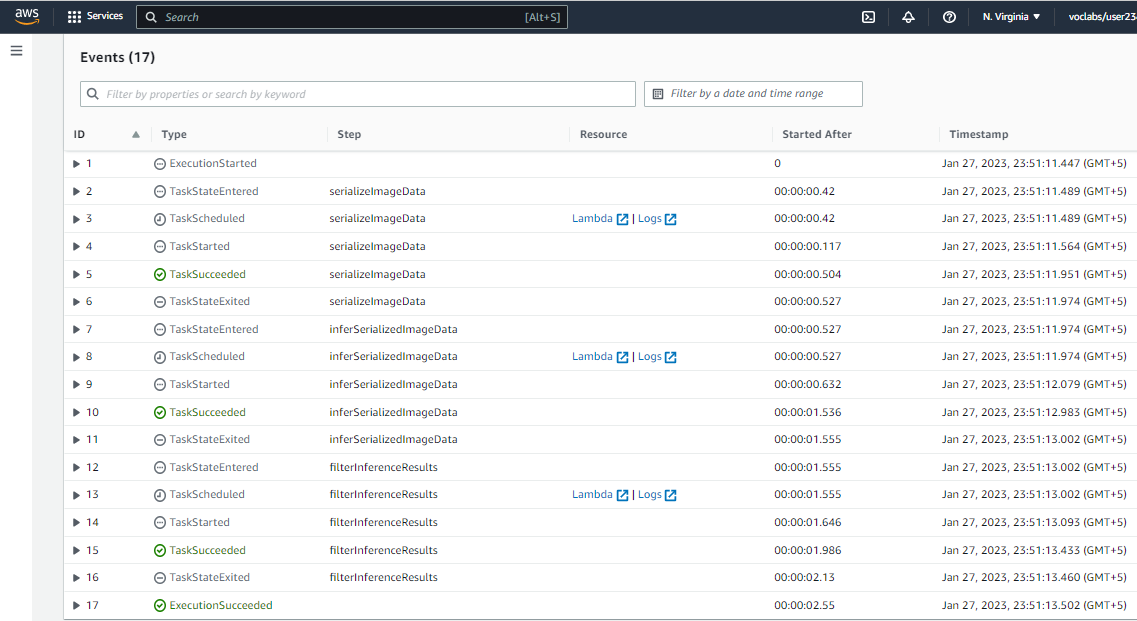 aws Services Search [Alt+S] N. Virginia voclabs/user23
Events (17)
Filter by properties or search by keyword Filter by a date and time range
ID Type Step Resource Started After Timestamp
1 ExecutionStarted 0 Jan 27, 2023, 23:51:11.447 (GMT+5)
2 TaskStateEntered serializeImageData 00:00:00.42 Jan 27, 2023, 23:51:11.489 (GMT+5)
3 TaskScheduled serializeImageData Lambda | Logs 00:00:00.42 Jan 27, 2023, 23:51:11.489 (GMT+5)
4 TaskStarted serializeImageData 00:00:00.117 Jan 27, 2023, 23:51:11.564 (GMT+5)
5 TaskSucceeded serializeImageData 00:00:00.504 Jan 27, 2023, 23:51:11.951 (GMT+5)
6 TaskStateExited serializeImageData 00:00:00.527 Jan 27, 2023, 23:51:11.974 (GMT+5)
7 TaskStateEntered inferSerializedImageData 00:00:00.527 Jan 27, 2023, 23:51:11.974 (GMT+5)
8 TaskScheduled inferSerializedImageData Lambda | Logs 00:00:00.527 Jan 27, 2023, 23:51:11.974 (GMT+5)
9 TaskStarted inferSerializedImageData 00:00:00.632 Jan 27, 2023, 23:51:12.079 (GMT+5)
10 TaskSucceeded inferSerializedImageData 00:00:01.536 Jan 27, 2023, 23:51:12.983 (GMT+5)
11 TaskStateExited inferSerializedImageData 00:00:01.555 Jan 27, 2023, 23:51:13.002 (GMT+5)
12 TaskStateEntered filterInferenceResults 00:00:01.555 Jan 27, 2023, 23:51:13.002 (GMT+5)
13 TaskScheduled filterInferenceResults Lambda | Logs 00:00:01.555 Jan 27, 2023, 23:51:13.002 (GMT+5)
14 TaskStarted filterInferenceResults 00:00:01.646 Jan 27, 2023, 23:51:13.093 (GMT+5)
15 TaskSucceeded filterInferenceResults 00:00:01.986 Jan 27, 2023, 23:51:13.433 (GMT+5)
16 TaskStateExited filterInferenceResults 00:00:02.13 Jan 27, 2023, 23:51:13.460 (GMT+5)
17 ExecutionSucceeded 00:00:02.55 Jan 27, 2023, 23:51:13.502 (GMT+5)